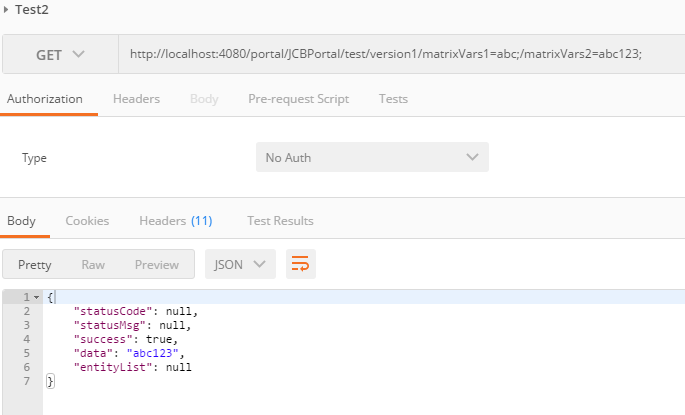 Test2
GET http://localhost:4080/portal/JCBPortal/test/version1/matrixVars1=abc;/matrixVars2=abc123;
Authorization Headers Body Pre-request Script Tests
Type No Auth
Body Cookies Headers (11) Test Results
Pretty Raw Preview JSON
1 {
2 "statusCode": null,
3 "statusMsg": null,
4 "success": true,
5 "data": "abc123",
6 "entityList": null
7 }